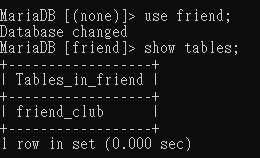 MariaDB [(none)]> use friend;
Database changed
MariaDB [friend]> show tables;
+------------------+
| Tables_in_friend |
+------------------+
| friend_club      |
+------------------+
1 row in set (0.000 sec)